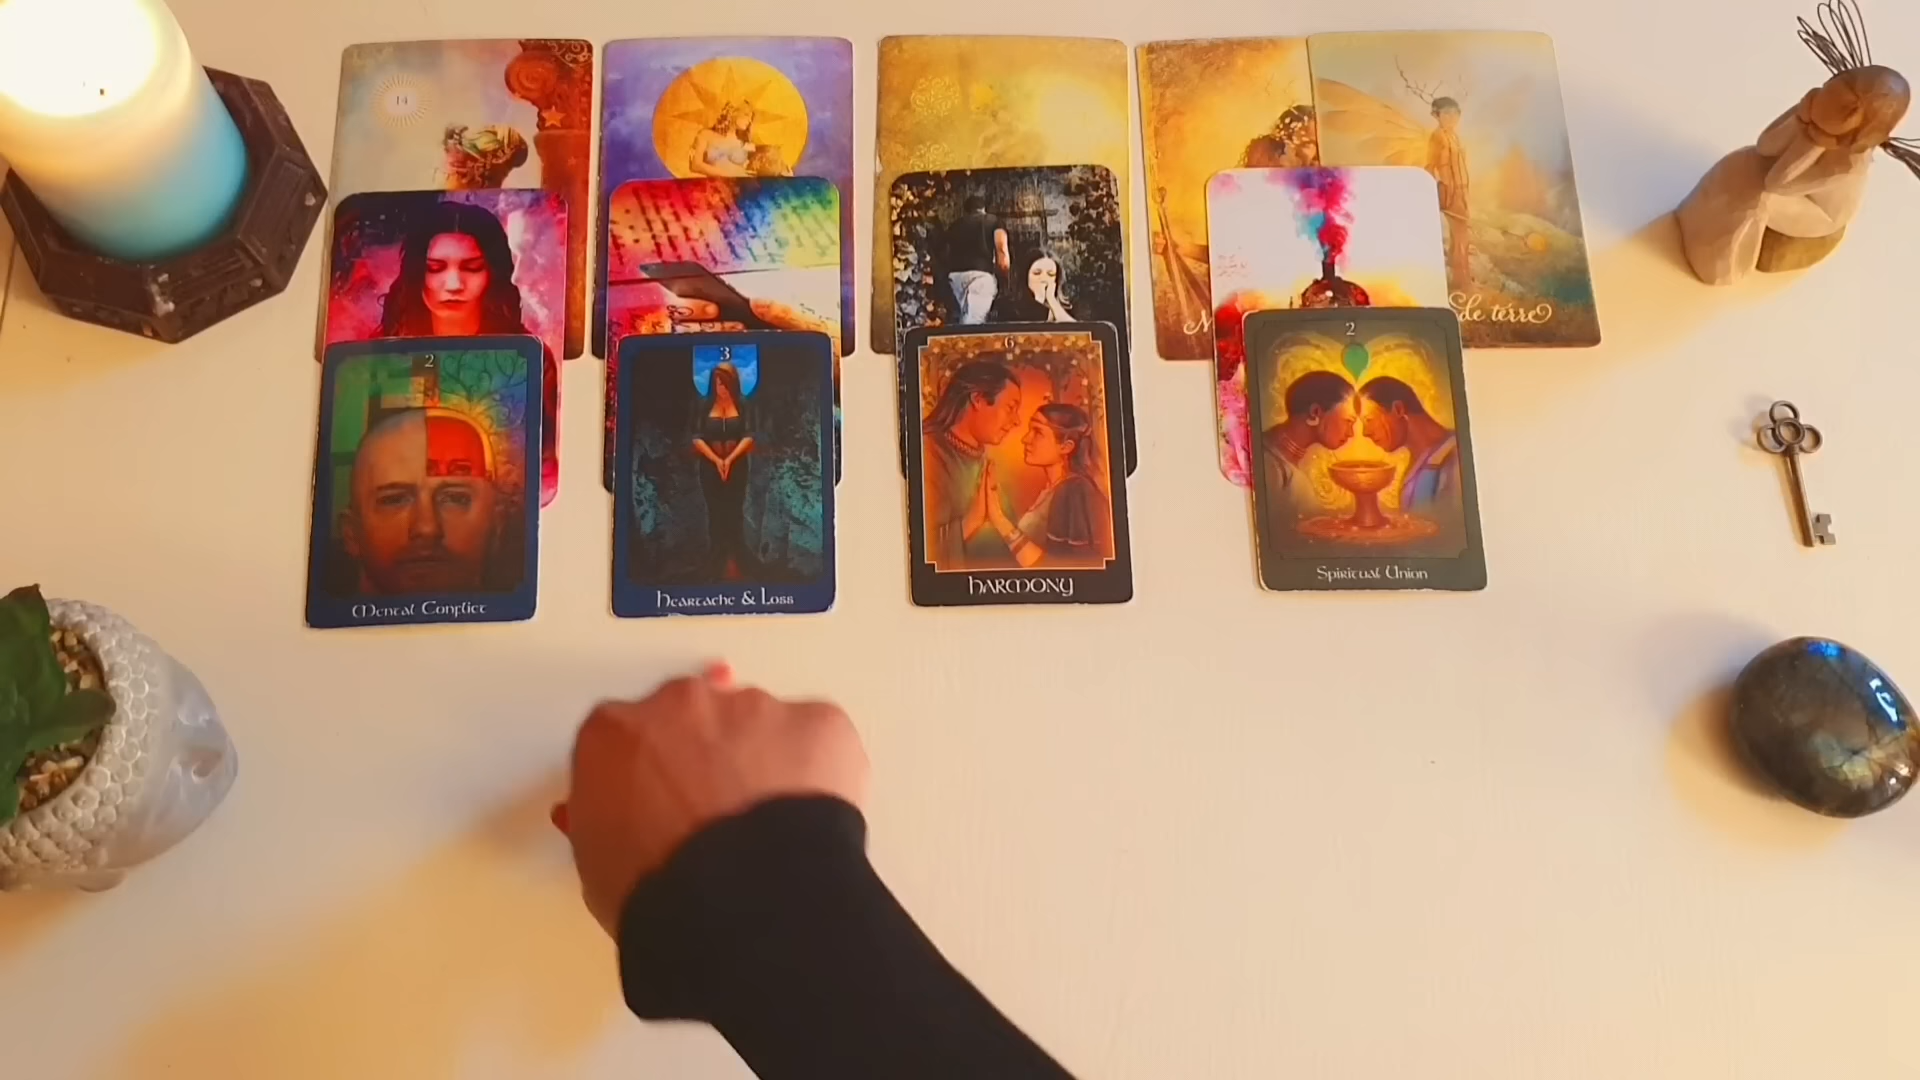 14
de terre
2
Mental Conflict
3
Heartache & Loss
6
HARMONY
2
Spiritual Union